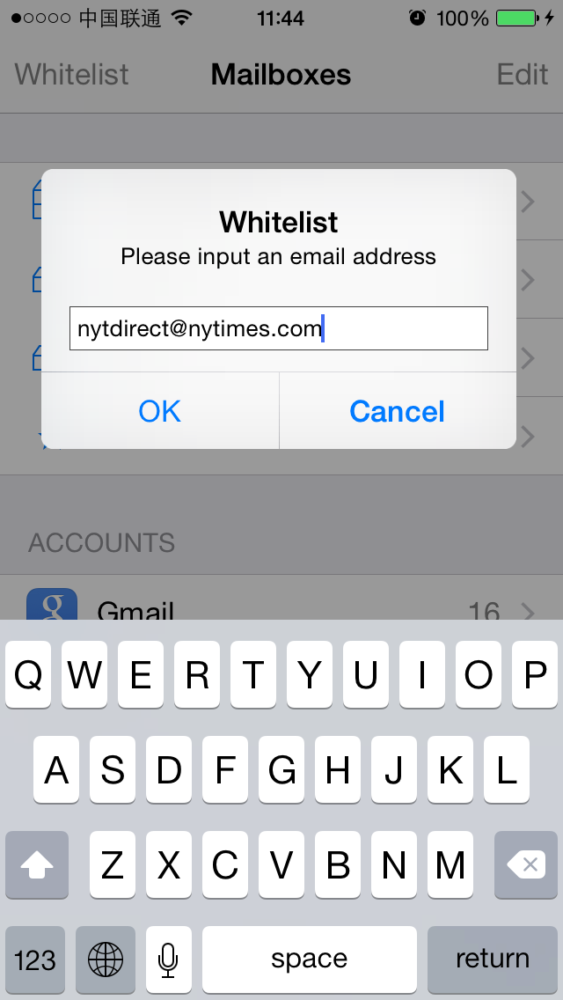 中国联通 11:44 100%
Whitelist Mailboxes Edit
Whitelist
Please input an email address
nytdirect@nytimes.com
OK Cancel
ACCOUNTS
g Gmail 16
Q W E R T Y U I O P
A S D F G H J K L
Z X C V B N M
123 space return